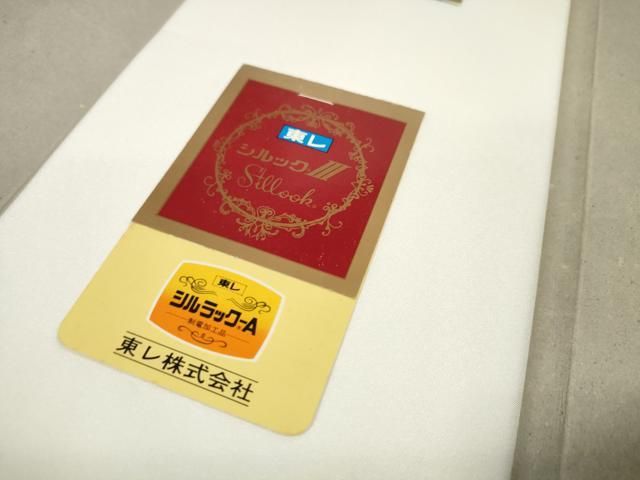 東レ
シルック
Sillook®
東レ
シルラック-A
制電加工品
東レ株式会社